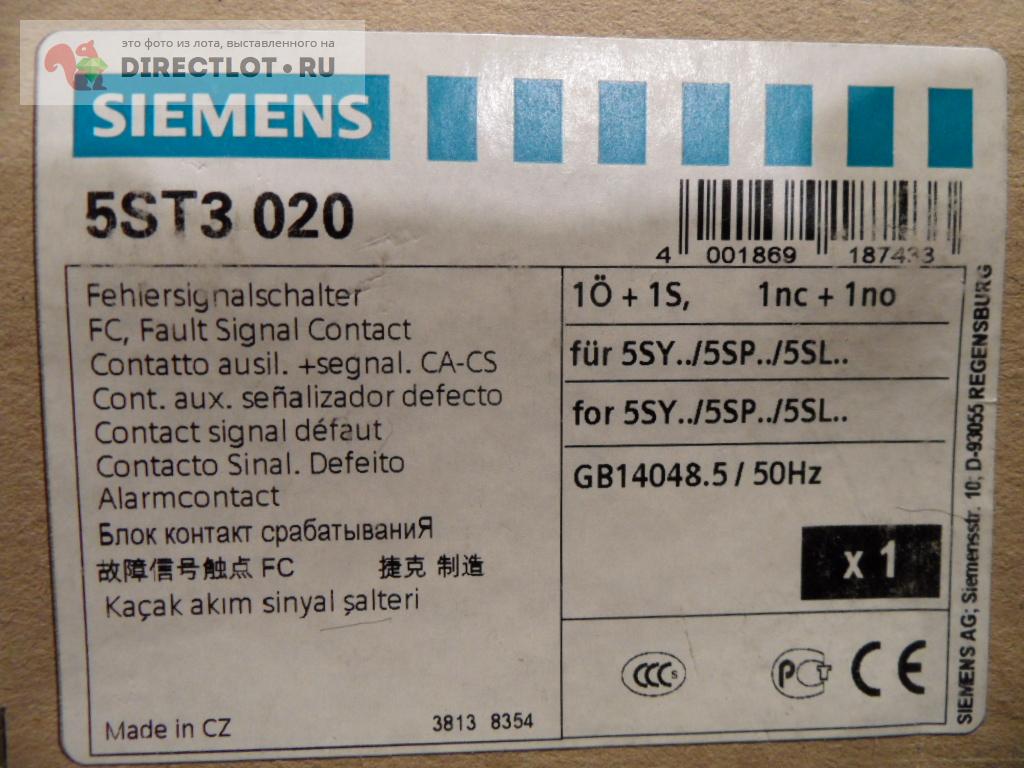 это фото из лота, выставленного на
DIRECTLOT.RU
SIEMENS
5ST3 020
4 001869 187433
Fehlersignalschalter
FC, Fault Signal Contact
Contatto ausil. +segnal. CA-CS
Cont. aux. señalizador defecto
Contact signal défaut
Contacto Sinal. Defeito
Alarmcontact
Блок контакт срабатываниЯ
故障信号触点 FC 捷克 制造
Kaçak akım sinyal şalteri
Made in CZ 3813 8354
1Ö + 1S, 1nc + 1no
für 5SY../5SP../5SL..
for 5SY../5SP../5SL..
GB14048.5 / 50Hz
x 1
CCC S
PCT CE
SIEMENS AG; Siemensstr. 10; D-93055 REGENSBURG